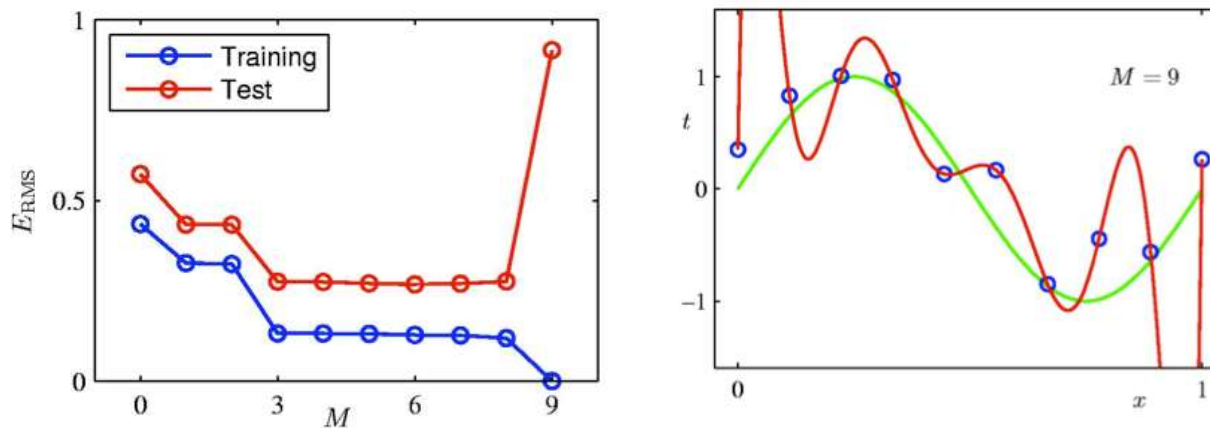 1
Training
Test
E_RMS
0.5
0
0 3 6 9
M
M = 9
1
t
0
−1
0 1
x